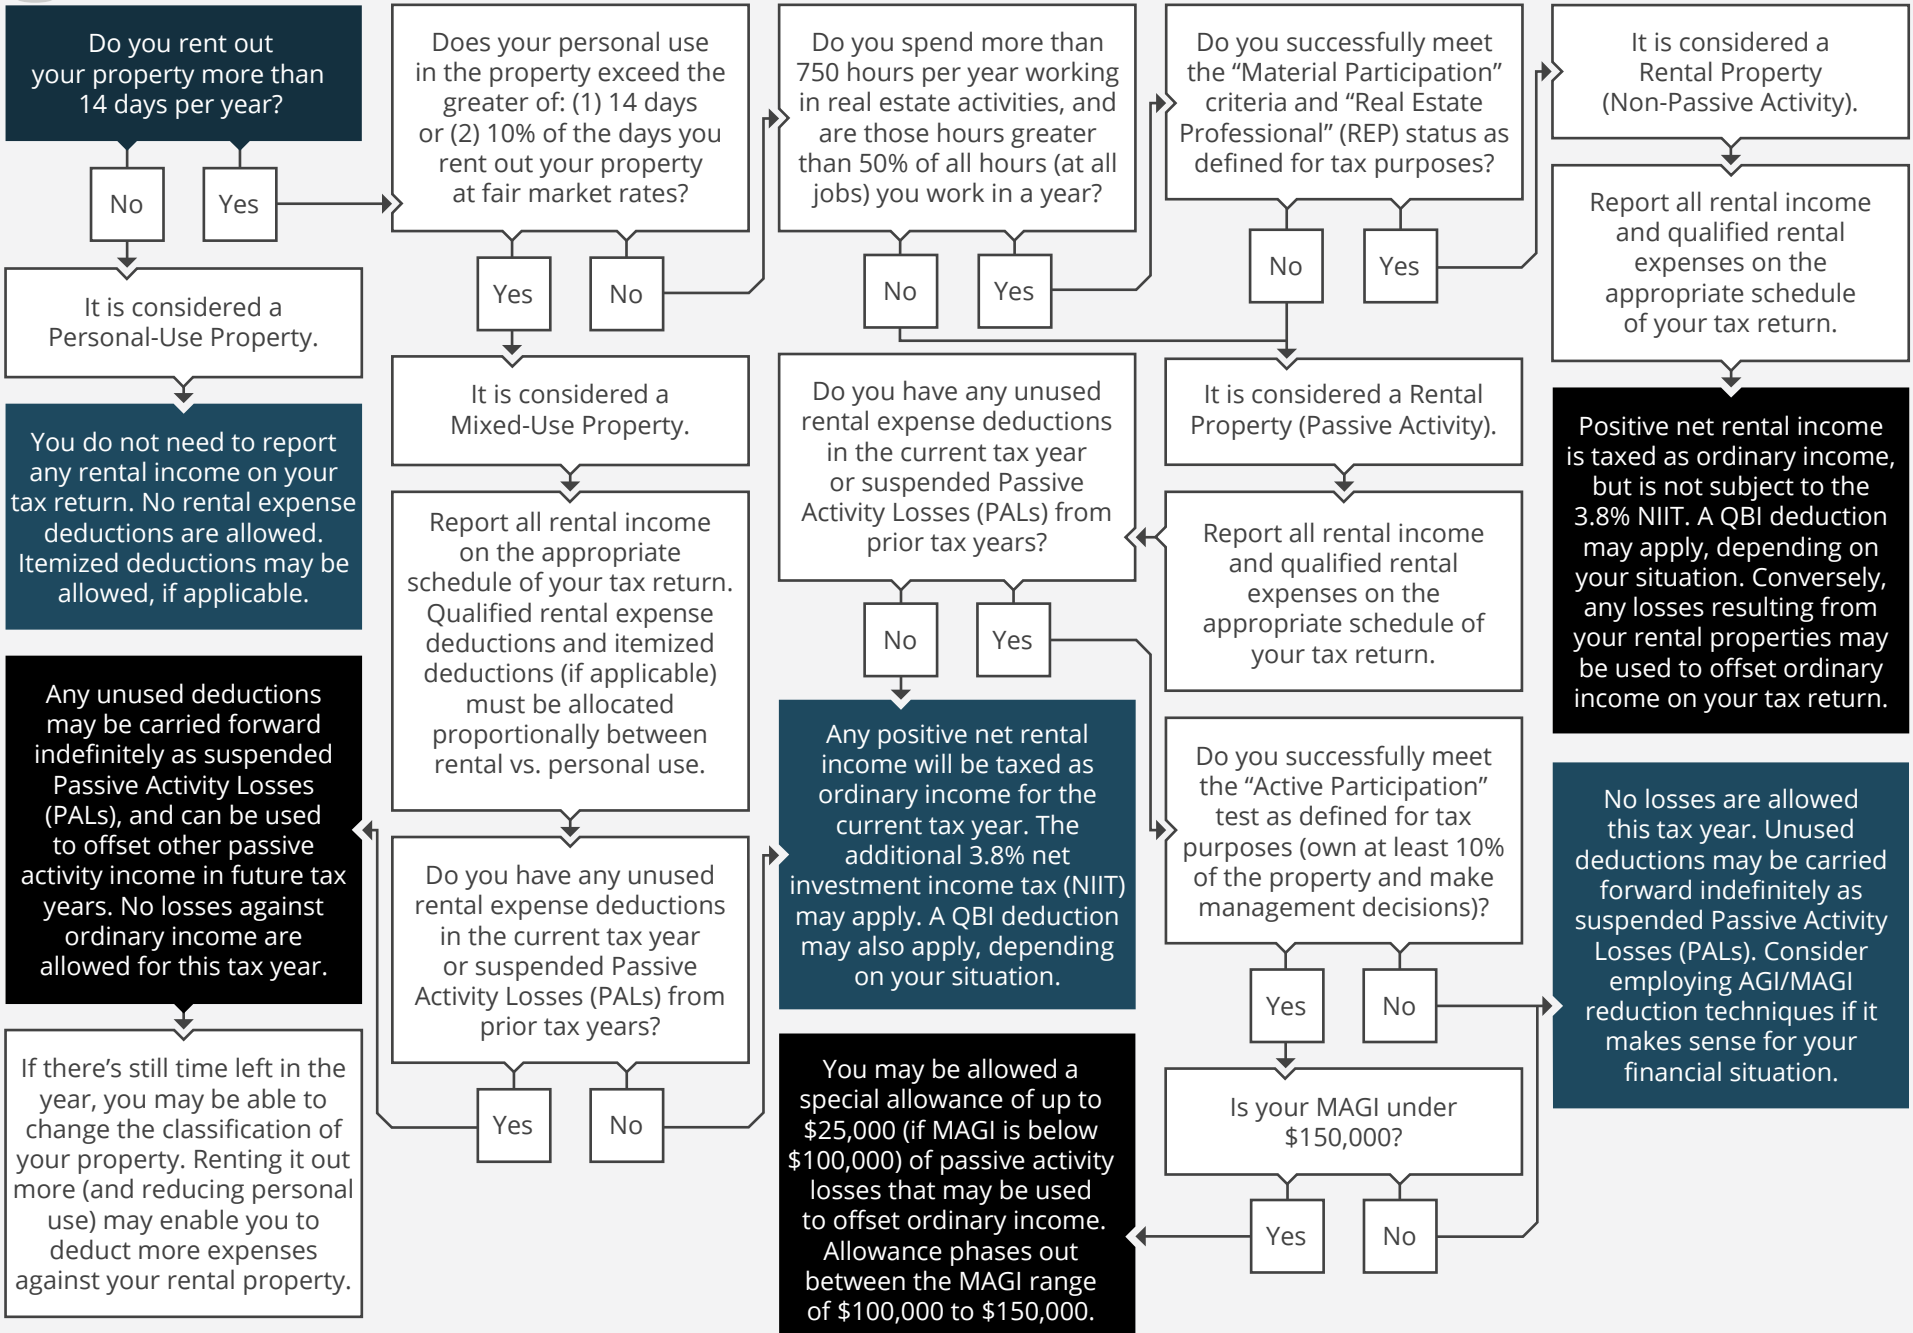 Do you rent out
your property more than
14 days per year?
No
Yes
It is considered a
Personal-Use Property.
You do not need to report
any rental income on your
tax return. No rental expense
deductions are allowed.
Itemized deductions may be
allowed, if applicable.
Any unused deductions
may be carried forward
indefinitely as suspended
Passive Activity Losses
(PALs), and can be used
to offset other passive
activity income in future tax
years. No losses against
ordinary income are
allowed for this tax year.
If there’s still time left in the
year, you may be able to
change the classification of
your property. Renting it out
more (and reducing personal
use) may enable you to
deduct more expenses
against your rental property.
Does your personal use
in the property exceed the
greater of: (1) 14 days
or (2) 10% of the days you
rent out your property
at fair market rates?
Yes
No
It is considered a
Mixed-Use Property.
Report all rental income
on the appropriate
schedule of your tax return.
Qualified rental expense
deductions and itemized
deductions (if applicable)
must be allocated
proportionally between
rental vs. personal use.
Do you have any unused
rental expense deductions
in the current tax year
or suspended Passive
Activity Losses (PALs) from
prior tax years?
Yes
No
Do you spend more than
750 hours per year working
in real estate activities, and
are those hours greater
than 50% of all hours (at all
jobs) you work in a year?
No
Yes
Do you have any unused
rental expense deductions
in the current tax year
or suspended Passive
Activity Losses (PALs) from
prior tax years?
No
Yes
Any positive net rental
income will be taxed as
ordinary income for the
current tax year. The
additional 3.8% net
investment income tax (NIIT)
may apply. A QBI deduction
may also apply, depending
on your situation.
You may be allowed a
special allowance of up to
$25,000 (if MAGI is below
$100,000) of passive activity
losses that may be used
to offset ordinary income.
Allowance phases out
between the MAGI range
of $100,000 to $150,000.
Do you successfully meet
the “Material Participation”
criteria and “Real Estate
Professional” (REP) status as
defined for tax purposes?
No
Yes
It is considered a Rental
Property (Passive Activity).
Report all rental income
and qualified rental
expenses on the
appropriate schedule of
your tax return.
Do you successfully meet
the “Active Participation”
test as defined for tax
purposes (own at least 10%
of the property and make
management decisions)?
Yes
No
Is your MAGI under
$150,000?
Yes
No
It is considered a
Rental Property
(Non-Passive Activity).
Report all rental income
and qualified rental
expenses on the
appropriate schedule
of your tax return.
Positive net rental income
is taxed as ordinary income,
but is not subject to the
3.8% NIIT. A QBI deduction
may apply, depending on
your situation. Conversely,
any losses resulting from
your rental properties may
be used to offset ordinary
income on your tax return.
No losses are allowed
this tax year. Unused
deductions may be carried
forward indefinitely as
suspended Passive Activity
Losses (PALs). Consider
employing AGI/MAGI
reduction techniques if it
makes sense for your
financial situation.